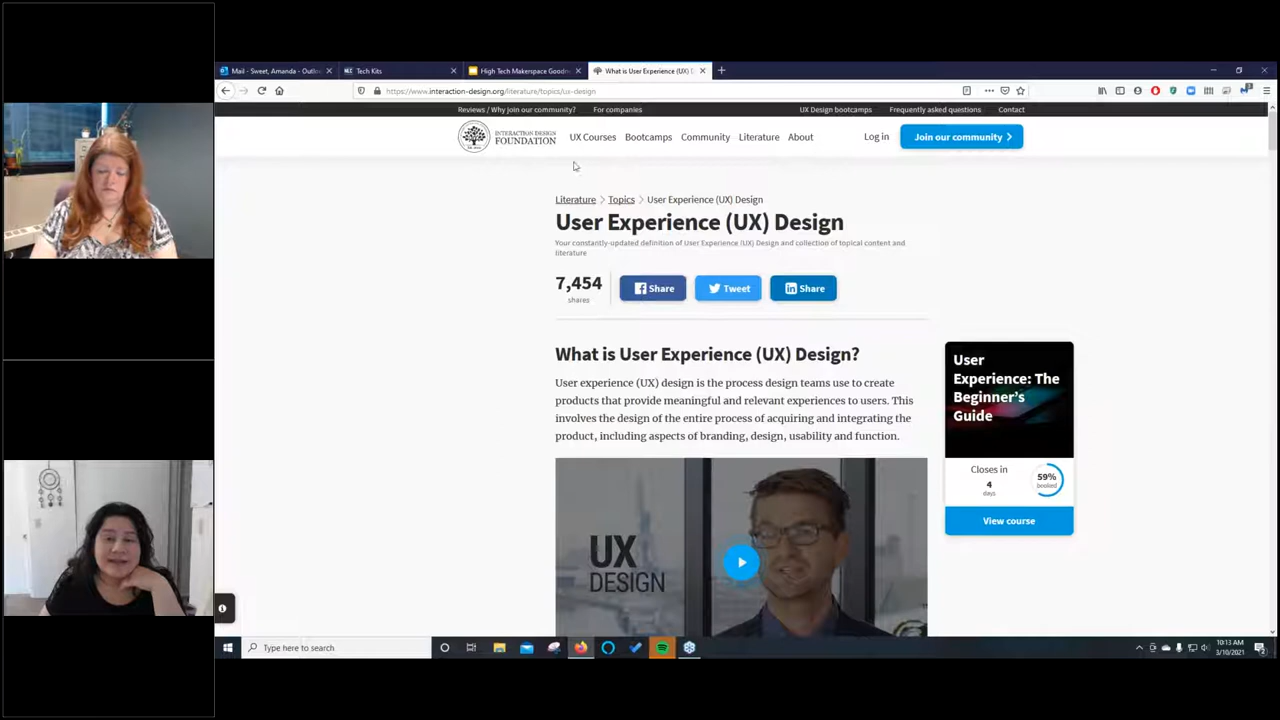 Mail - Sweet, Amanda - Outlo
Tech Kits
High Tech Makerspace Goodn
What is User Experience (UX) D
https://www.interaction-design.org/literature/topics/ux-design
Reviews / Why join our community?
For companies
UX Design bootcamps
Frequently asked questions
Contact
INTERACTION DESIGN
FOUNDATION
UX Courses
Bootcamps
Community
Literature
About
Log in
Join our community
Literature > Topics > User Experience (UX) Design
User Experience (UX) Design
Your constantly-updated definition of User Experience (UX) Design and collection of topical content and
literature
7,454
shares
Share
Tweet
Share
What is User Experience (UX) Design?
User experience (UX) design is the process design teams use to create
products that provide meaningful and relevant experiences to users. This
involves the design of the entire process of acquiring and integrating the
product, including aspects of branding, design, usability and function.
UX
DESIGN
User
Experience: The
Beginner's
Guide
Closes in
4
days
59%
booked
View course
Type here to search
10:13 AM
3/10/2021